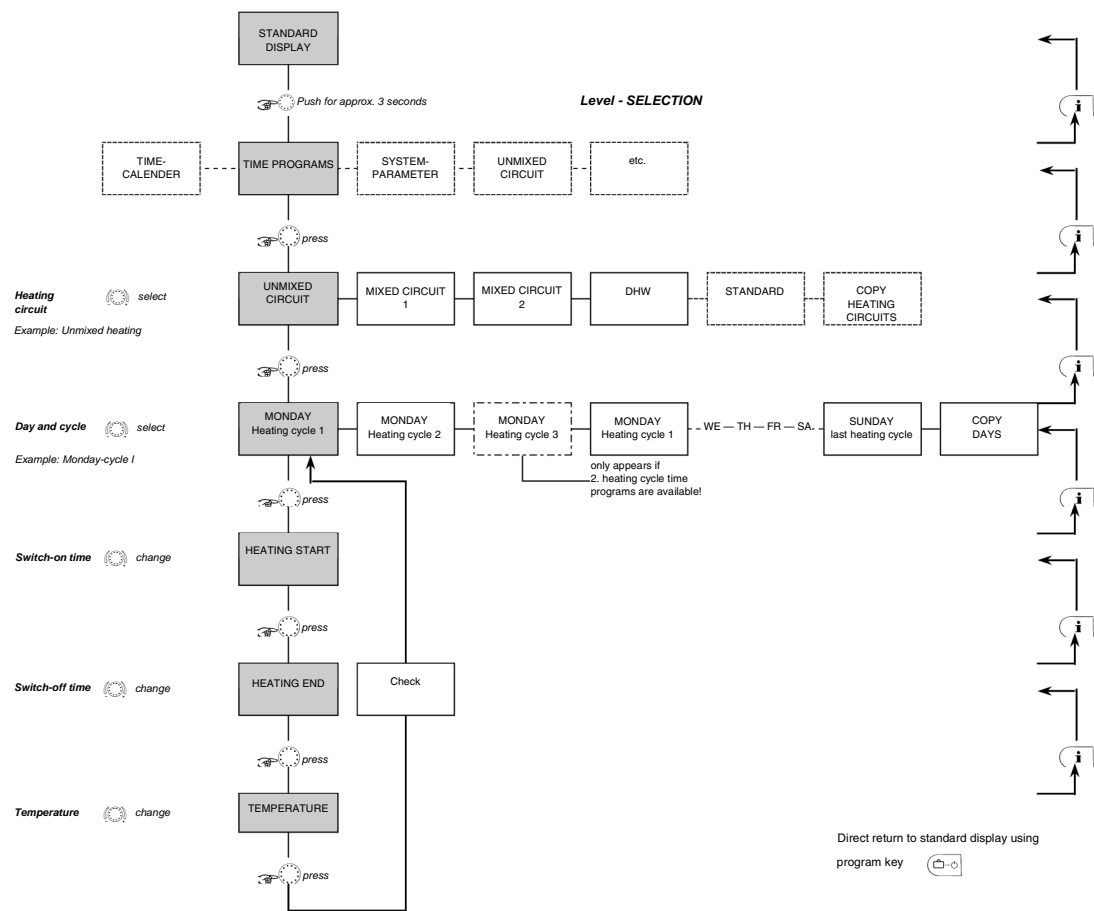 STANDARD
DISPLAY
Push for approx. 3 seconds
Level - SELECTION
TIME-
CALENDER
TIME PROGRAMS
SYSTEM-
PARAMETER
UNMIXED
CIRCUIT
etc.
press
Heating
circuit
select
Example: Unmixed heating
UNMIXED
CIRCUIT
MIXED CIRCUIT
1
MIXED CIRCUIT
2
DHW
STANDARD
COPY
HEATING
CIRCUITS
press
Day and cycle
select
Example: Monday-cycle I
MONDAY
Heating cycle 1
MONDAY
Heating cycle 2
MONDAY
Heating cycle 3
MONDAY
Heating cycle 1
WE — TH — FR — SA
SUNDAY
last heating cycle
COPY
DAYS
only appears if
2. heating cycle time
programs are available!
press
Switch-on time
change
HEATING START
press
Switch-off time
change
HEATING END
Check
press
Temperature
change
TEMPERATURE
press
Direct return to standard display using
program key
i
i
i
i
i
i